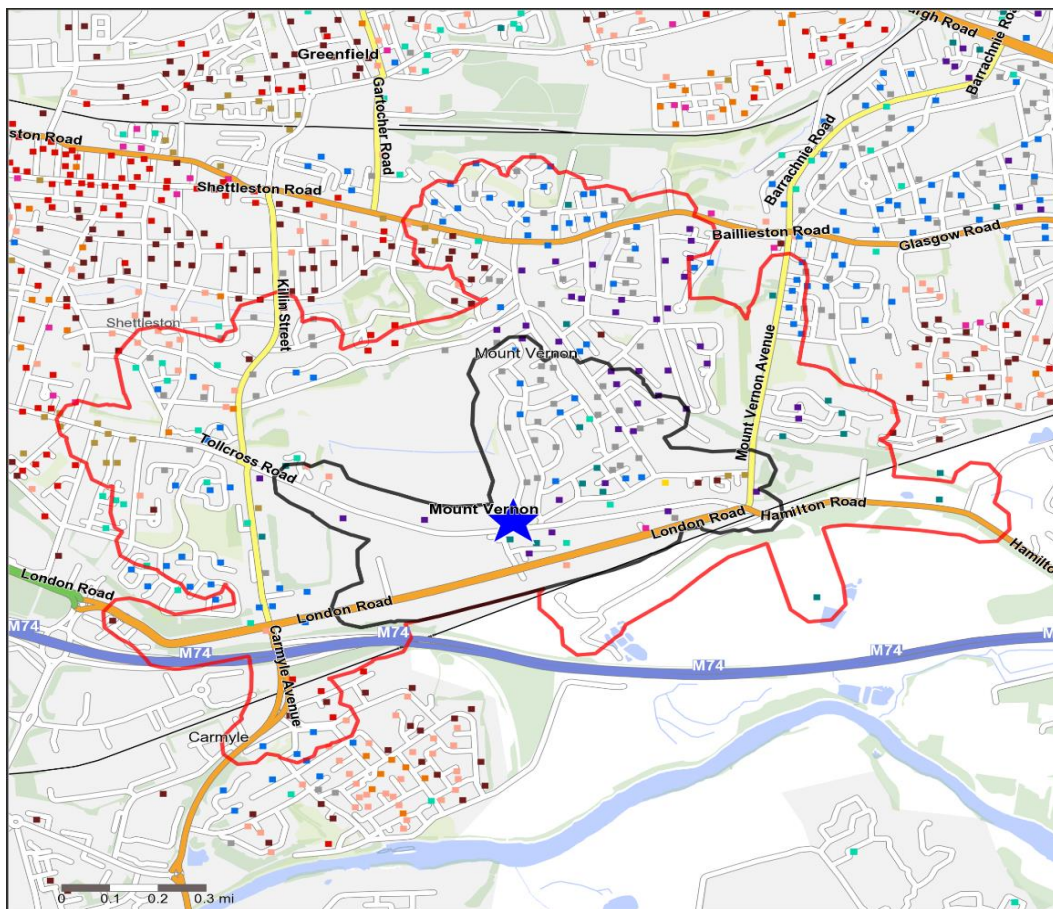 urgh Road
Greenfield
Barrachnie Road
Gartocher Road
ston Road
Barrachnie Road
Shettleston Road
Baillieston Road
Glasgow Road
Killin Street
Shettleston
Mount Vernon
Mount Vernon Avenue
Tollcross Road
Mount Vernon
London Road
Hamilton Road
Hamilto
London Road
London Road
M74
M74
M74
M74
M74
M
Carmyle Avenue
Carmyle
0 0.1 0.2 0.3 mi